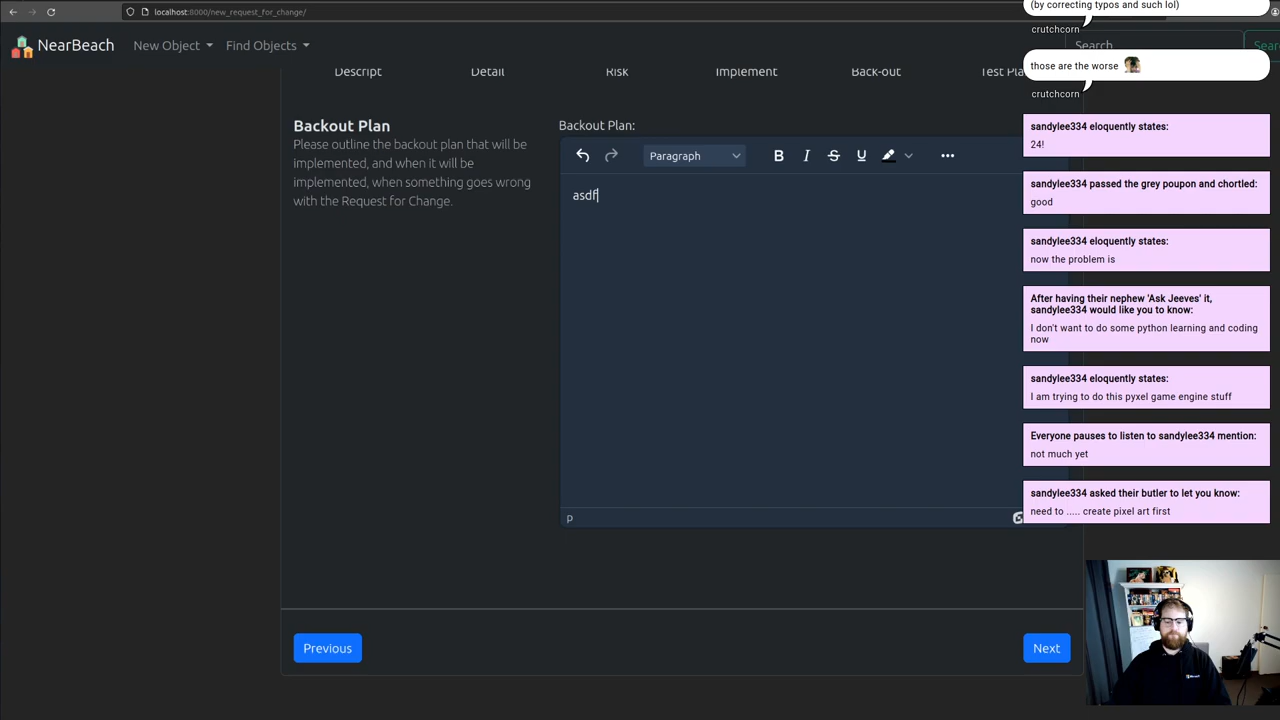 localhost:8000/new_request_for_change/
NearBeach
New Object
Find Objects
Search
Sear
Descript
Detail
Risk
Implement
Back-out
Test Pla
Backout Plan
Please outline the backout plan that will be
implemented, and when it will be
implemented, when something goes wrong
with the Request for Change.
Backout Plan:
Paragraph
B
I
S
U
asdf
p
Previous
Next
(by correcting typos and such lol)
crutchcorn
those are the worse
crutchcorn
sandylee334 eloquently states:
24!
sandylee334 passed the grey poupon and chortled:
good
sandylee334 eloquently states:
now the problem is
After having their nephew 'Ask Jeeves' it,
sandylee334 would like you to know:
I don't want to do some python learning and coding
now
sandylee334 eloquently states:
I am trying to do this pyxel game engine stuff
Everyone pauses to listen to sandylee334 mention:
not much yet
sandylee334 asked their butler to let you know:
need to ..... create pixel art first